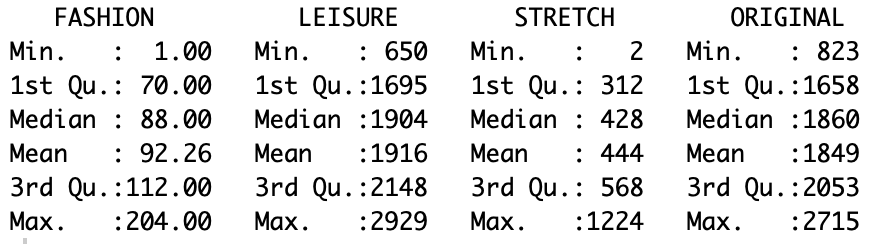 FASHION LEISURE STRETCH ORIGINAL
Min. : 1.00 Min. : 650 Min. : 2 Min. : 823
1st Qu.: 70.00 1st Qu.:1695 1st Qu.: 312 1st Qu.:1658
Median : 88.00 Median :1904 Median : 428 Median :1860
Mean : 92.26 Mean :1916 Mean : 444 Mean :1849
3rd Qu.:112.00 3rd Qu.:2148 3rd Qu.: 568 3rd Qu.:2053
Max. :204.00 Max. :2929 Max. :1224 Max. :2715